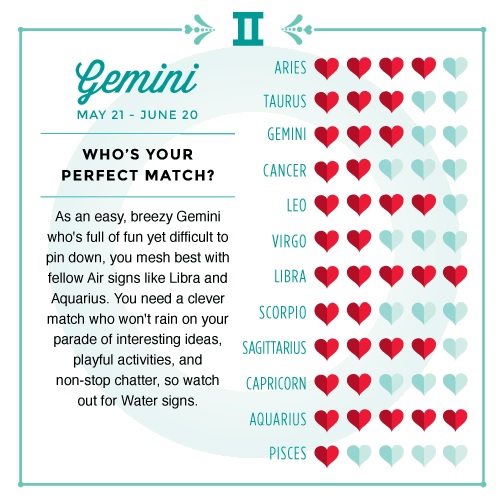 Gemini
MAY 21 - JUNE 20
WHO'S YOUR
PERFECT MATCH?
As an easy, breezy Gemini
who's full of fun yet difficult to
pin down, you mesh best with
fellow Air signs like Libra and
Aquarius. You need a clever
match who won't rain on your
parade of interesting ideas,
playful activities, and
non-stop chatter, so watch
out for Water signs.
ARIES
TAURUS
GEMINI
CANCER
LEO
VIRGO
LIBRA
SCORPIO
SAGITTARIUS
CAPRICORN
AQUARIUS
PISCES